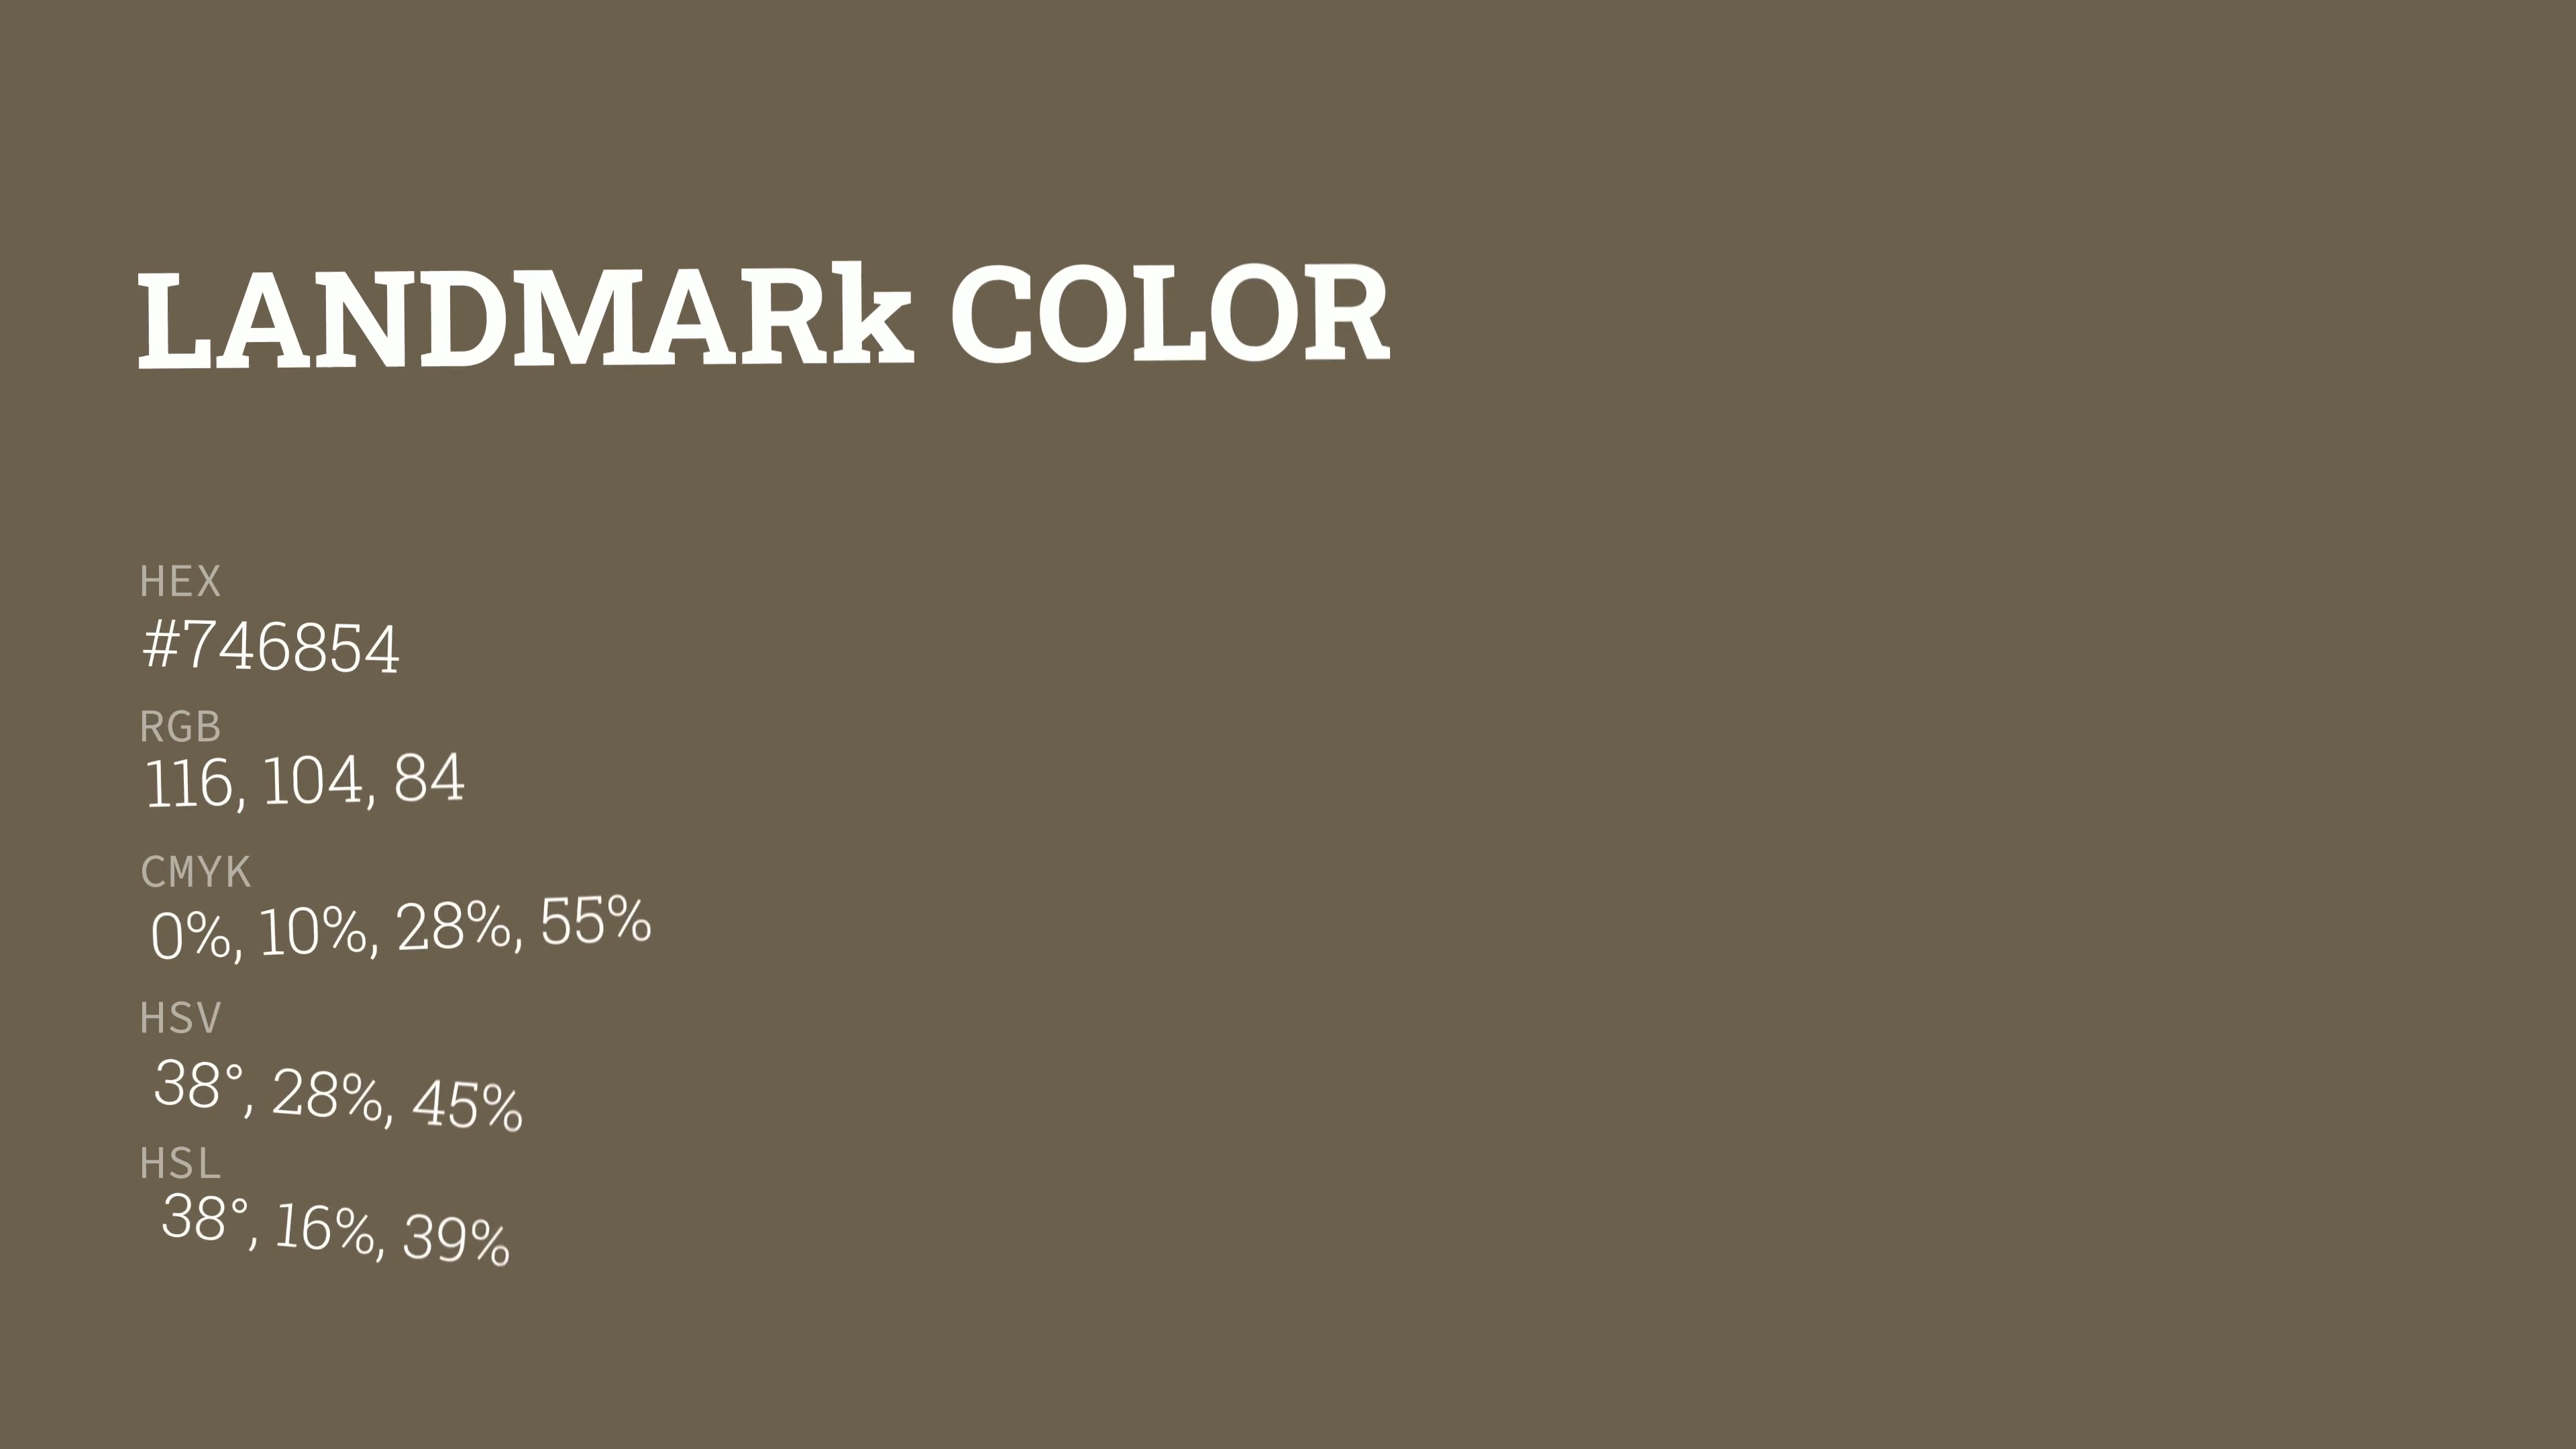 LANDMARk COLOR
HEX
#746854
RGB
116, 104, 84
CMYK
0%, 10%, 28%, 55%
HSV
38°, 28%, 45%
HSL
38°, 16%, 39%